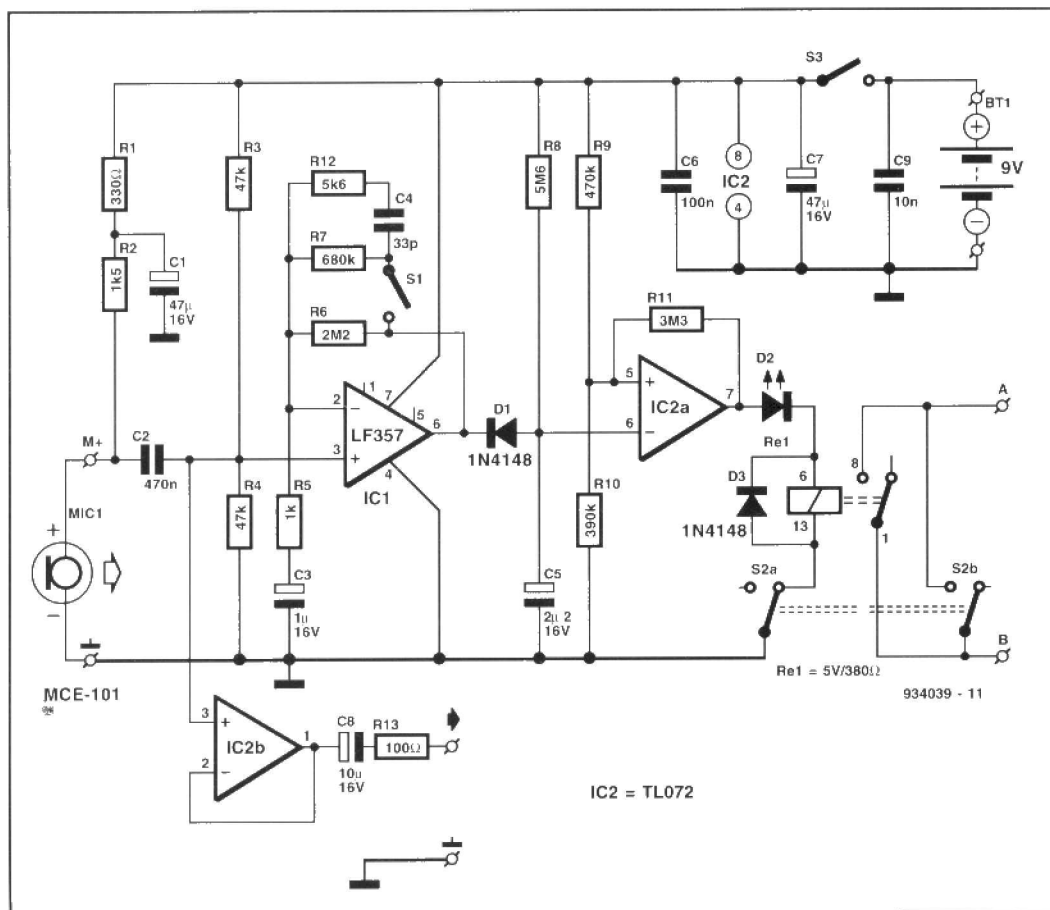 S3
BT1
+
9V
−
R1
330Ω
R2
1k5
C1
47µ
16V
R3
47k
R12
5k6
C4
33p
R7
680k
S1
R6
2M2
R8
5M6
R9
470k
C6
100n
8
IC2
4
C7
47µ
16V
C9
10n
R11
3M3
M+
C2
470n
1
7
5
2
−
LF357
6
3
+
4
IC1
D1
1N4148
5
+
IC2a
7
6
−
D2
A
Re1
R4
47k
R5
1k
R10
390k
D3
1N4148
6
13
8
1
MIC1
+
−
C3
1µ
16V
C5
2µ2
16V
S2a
S2b
B
MCE-101
Re1 = 5V/380Ω
934039 - 11
3
+
IC2b
1
2
−
C8
10µ
16V
R13
100Ω
IC2 = TL072